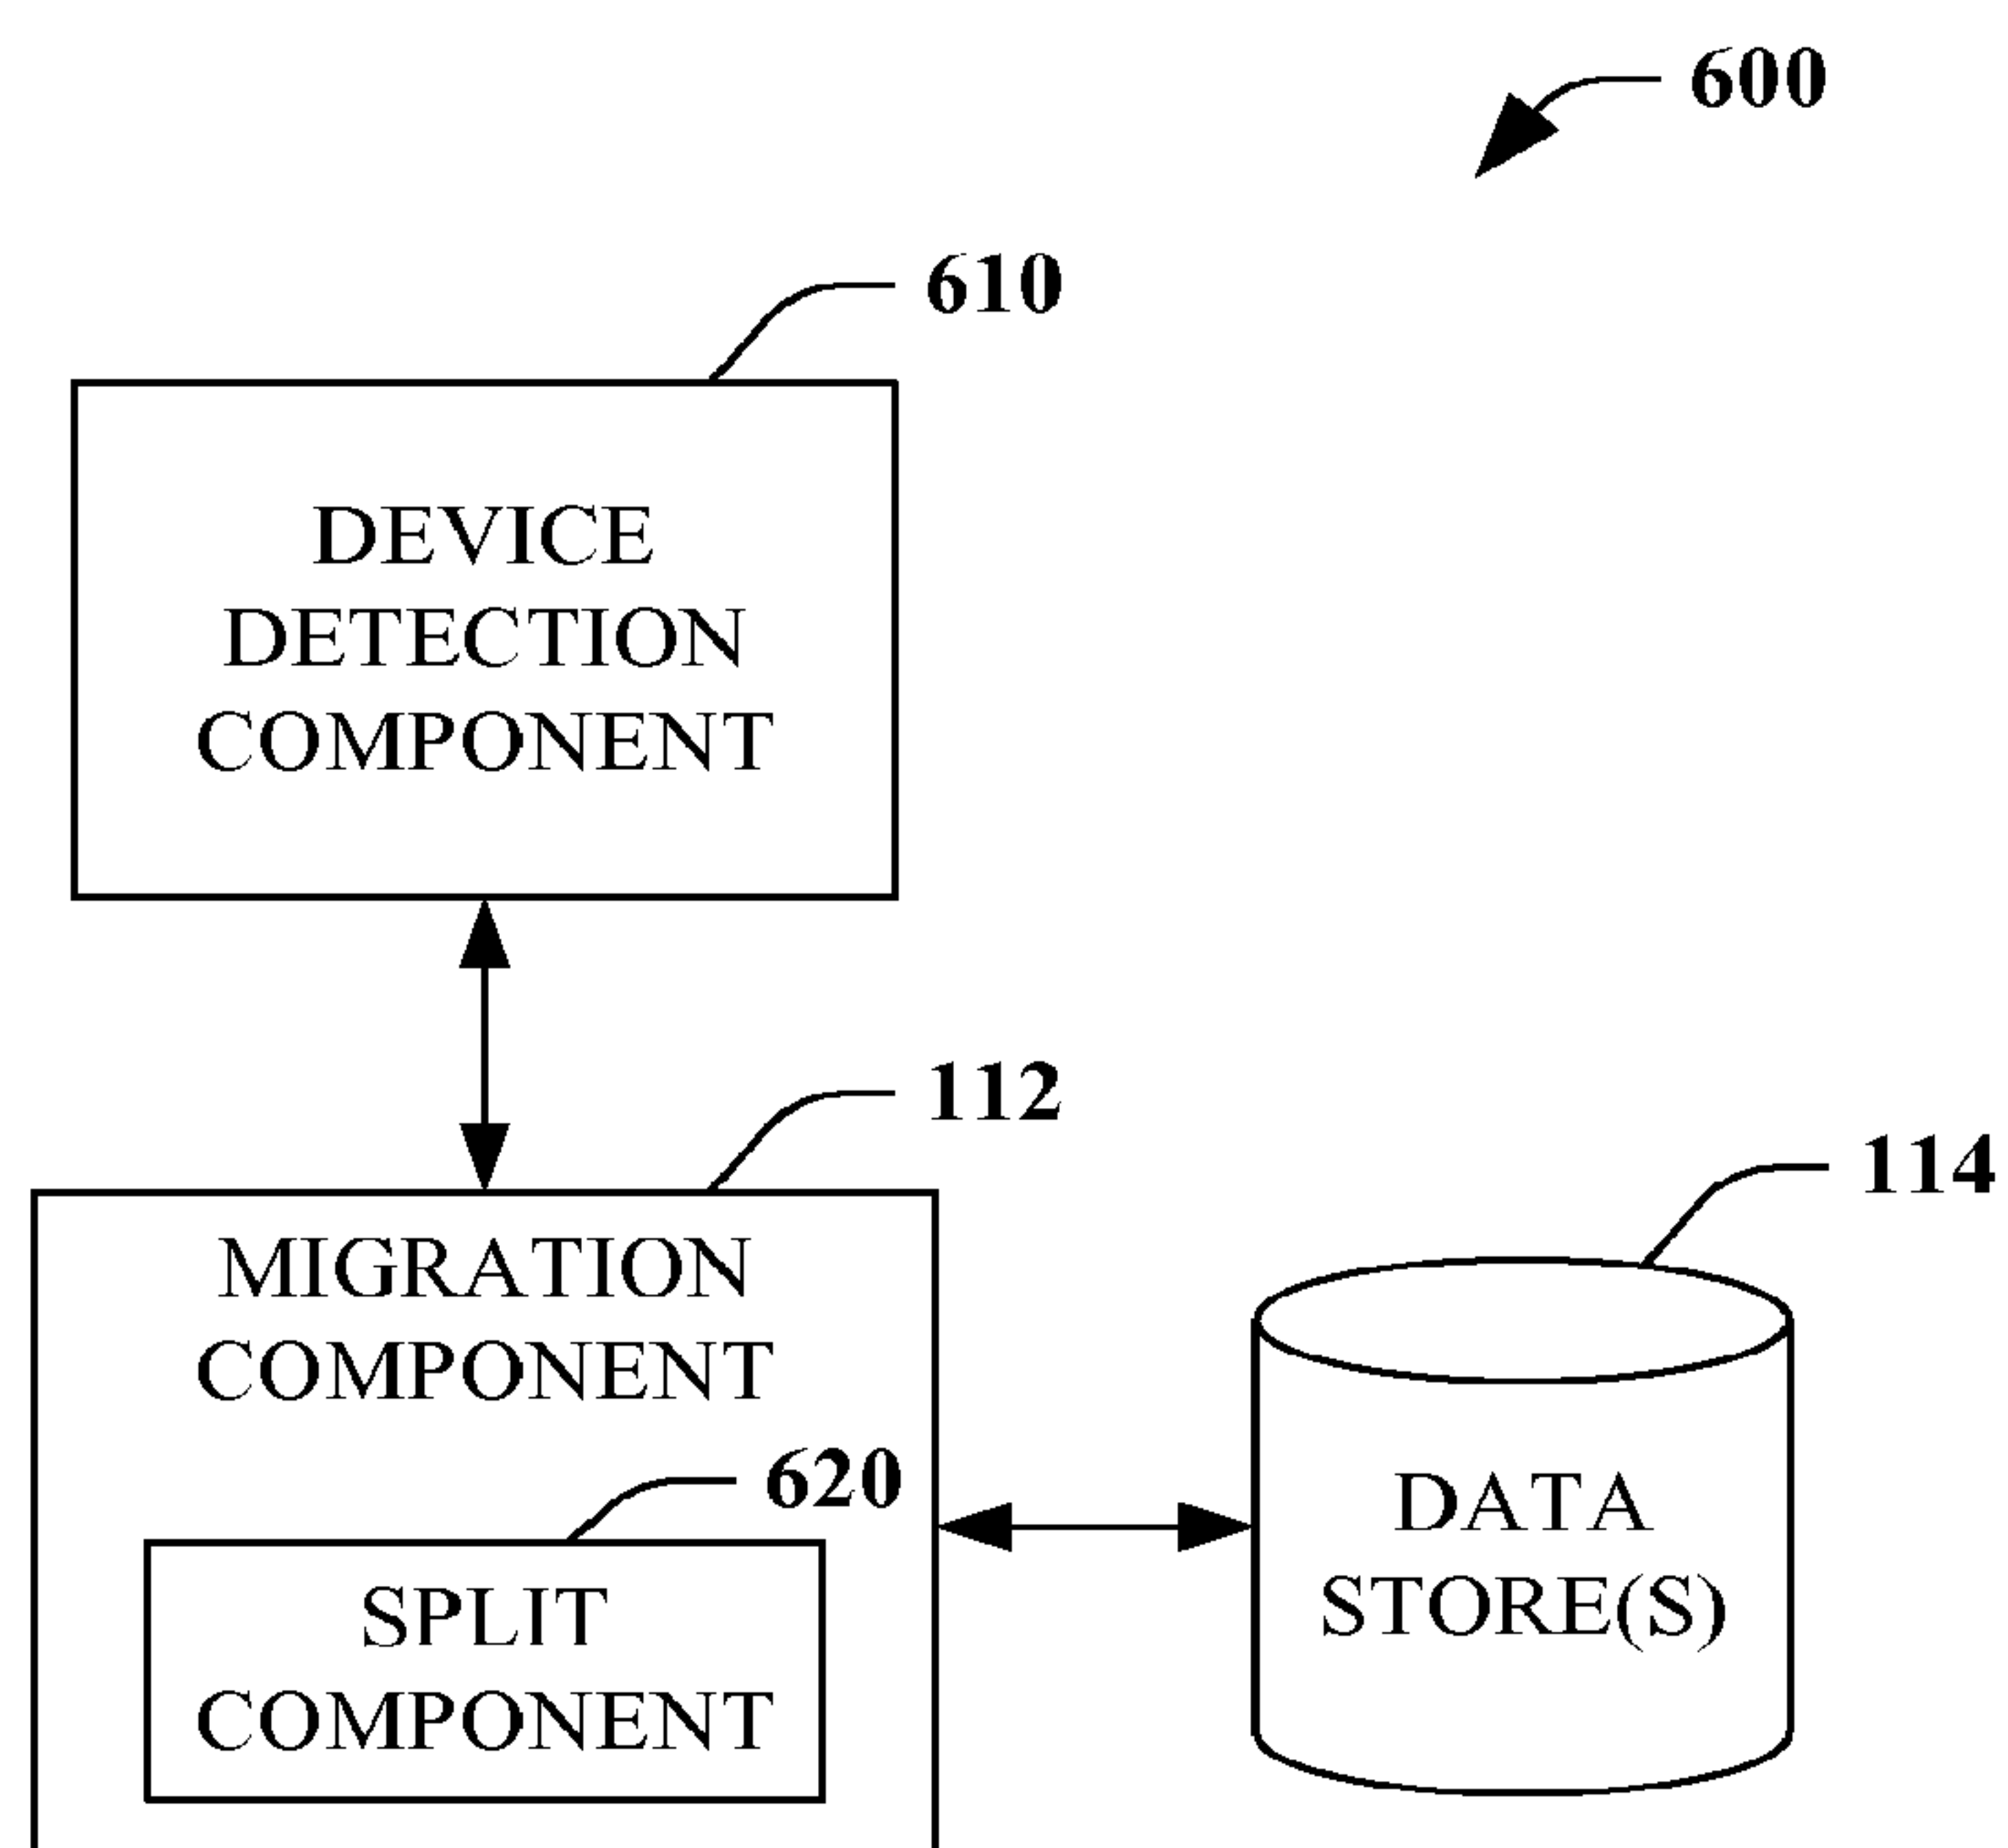 600
610
DEVICE
DETECTION
COMPONENT
112
MIGRATION
COMPONENT
114
620
SPLIT
COMPONENT
DATA
STORE(S)